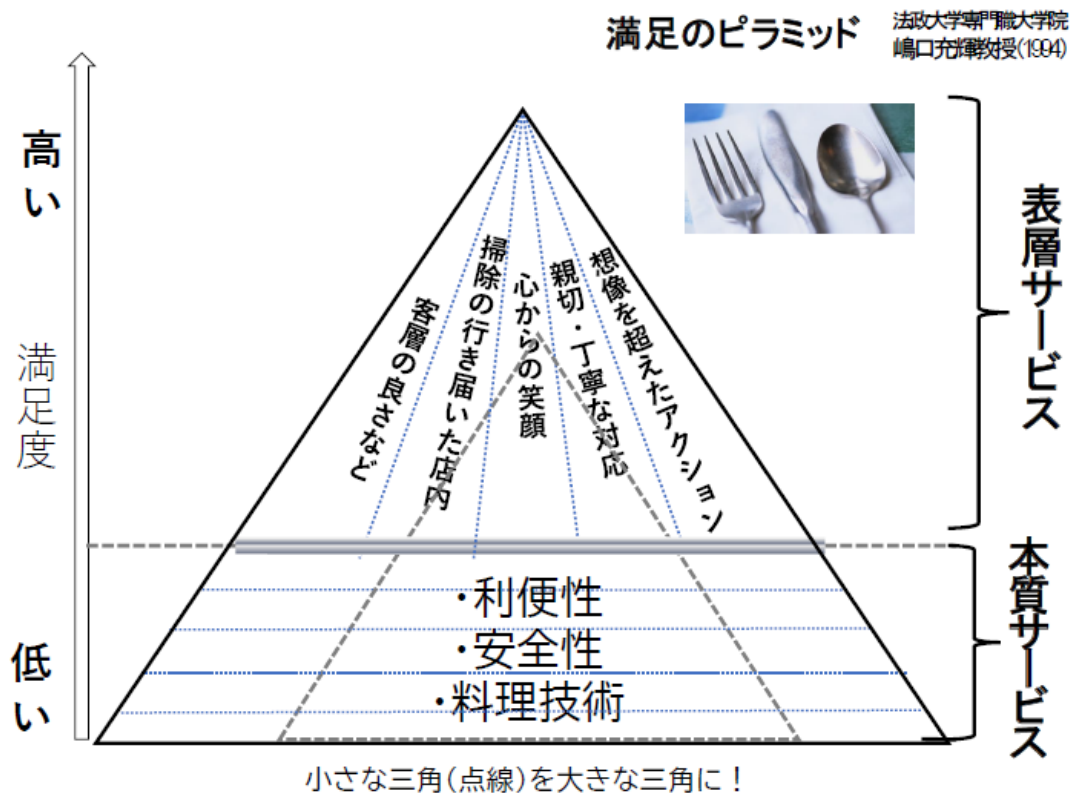 満足のピラミッド
法政大学専門職大学院
嶋口充輝教授(1994)
高い
満足度
低い
客層の良さなど
掃除の行き届いた店内
心からの笑顔
親切・丁寧な対応
想像を超えたアクション
表層サービス
・利便性
・安全性
・料理技術
本質サービス
小さな三角(点線)を大きな三角に！